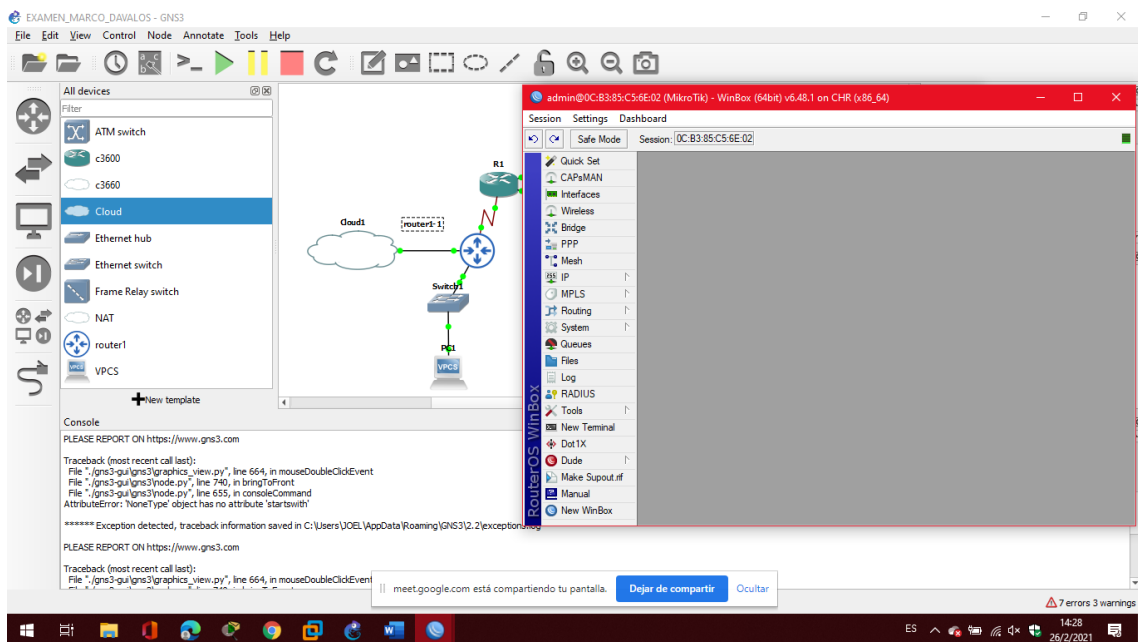 EXAMEN_MARCO_DAVALOS - GNS3
File Edit View Control Node Annotate Tools Help
All devices
Filter
ATM switch
c3600
c3660
Cloud
Ethernet hub
Ethernet switch
Frame Relay switch
NAT
router1
VPCS
New template
R1
Cloud1
router1-1
Switch1
PC1
VPCS
admin@0C:B3:85:C5:6E:02 (MikroTik) - WinBox (64bit) v6.48.1 on CHR (x86_64)
Session Settings Dashboard
Safe Mode
Session: 0C:B3:85:C5:6E:02
Quick Set
CAPsMAN
Interfaces
Wireless
Bridge
PPP
Mesh
IP
MPLS
Routing
System
Queues
Files
Log
RADIUS
Tools
New Terminal
Dot1X
Dude
Make Supout.rif
Manual
New WinBox
RouterOS WinBox
Console
PLEASE REPORT ON https://www.gns3.com
Traceback (most recent call last):
File "./gns3-gui\gns3\graphics_view.py", line 664, in mouseDoubleClickEvent
File "./gns3-gui\gns3\node.py", line 740, in bringToFront
File "./gns3-gui\gns3\node.py", line 655, in consoleCommand
AttributeError: 'NoneType' object has no attribute 'startswith'
****** Exception detected, traceback information saved in C:\Users\JOEL\AppData\Roaming\GNS3\2.2\exceptions.log
PLEASE REPORT ON https://www.gns3.com
Traceback (most recent call last):
File "./gns3-gui\gns3\graphics_view.py", line 664, in mouseDoubleClickEvent
meet.google.com está compartiendo tu pantalla.
Dejar de compartir
Ocultar
7 errors 3 warnings
ES
14:28
26/2/2021